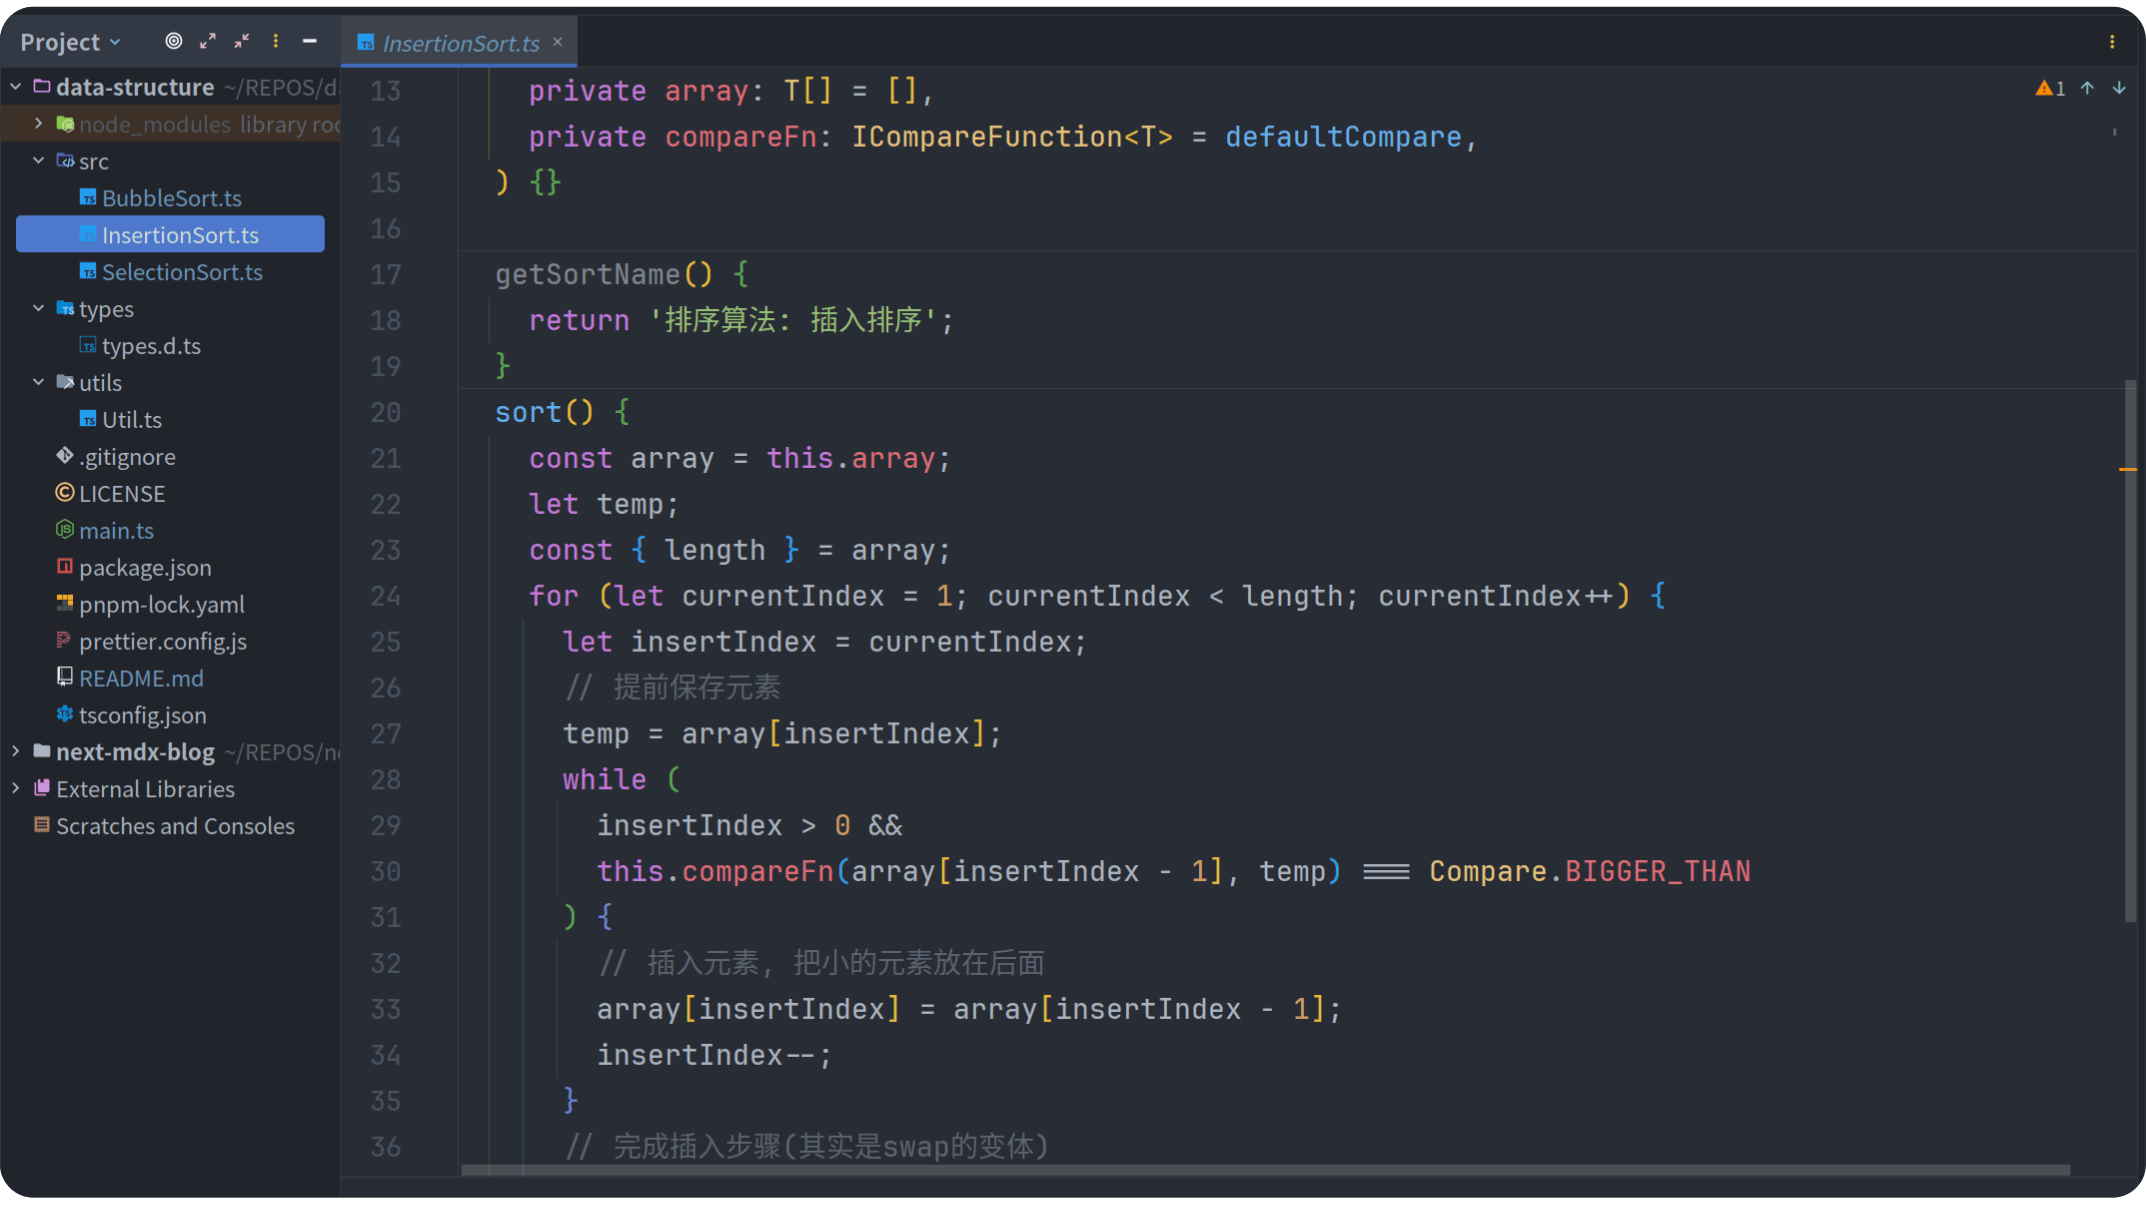 Project
data-structure ~/REPOS/d
node_modules library roo
src
BubbleSort.ts
InsertionSort.ts
SelectionSort.ts
types
types.d.ts
utils
Util.ts
.gitignore
LICENSE
main.ts
package.json
pnpm-lock.yaml
prettier.config.js
README.md
tsconfig.json
next-mdx-blog ~/REPOS/n
External Libraries
Scratches and Consoles
InsertionSort.ts ×
1
13 private array: T[] = [],
14 private compareFn: ICompareFunction<T> = defaultCompare,
15 ) {}
16
17 getSortName() {
18 return '排序算法: 插入排序';
19 }
20 sort() {
21 const array = this.array;
22 let temp;
23 const { length } = array;
24 for (let currentIndex = 1; currentIndex < length; currentIndex++) {
25 let insertIndex = currentIndex;
26 // 提前保存元素
27 temp = array[insertIndex];
28 while (
29 insertIndex > 0 &&
30 this.compareFn(array[insertIndex - 1], temp) === Compare.BIGGER_THAN
31 ) {
32 // 插入元素, 把小的元素放在后面
33 array[insertIndex] = array[insertIndex - 1];
34 insertIndex--;
35 }
36 // 完成插入步骤(其实是swap的变体)